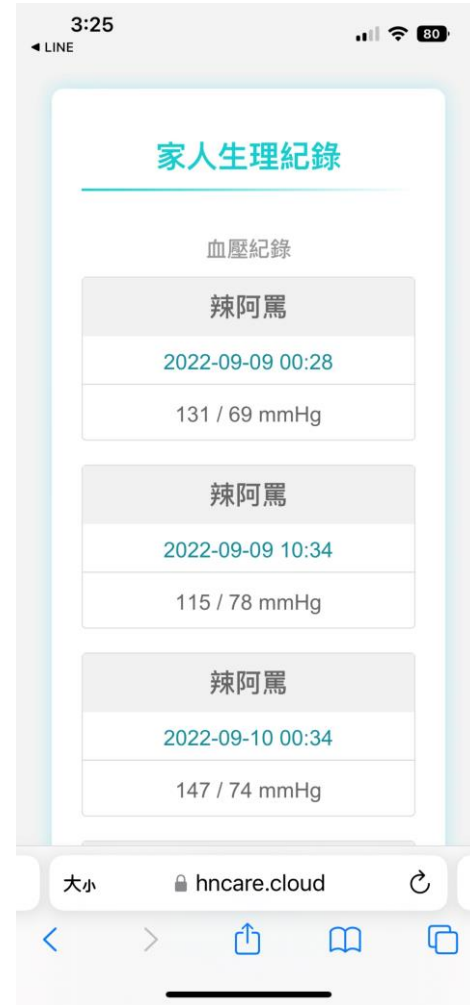 3:25
80
◀ LINE
家人生理紀錄
血壓紀錄
辣阿罵
2022-09-09 00:28
131 / 69 mmHg
辣阿罵
2022-09-09 10:34
115 / 78 mmHg
辣阿罵
2022-09-10 00:34
147 / 74 mmHg
大小
hncare.cloud